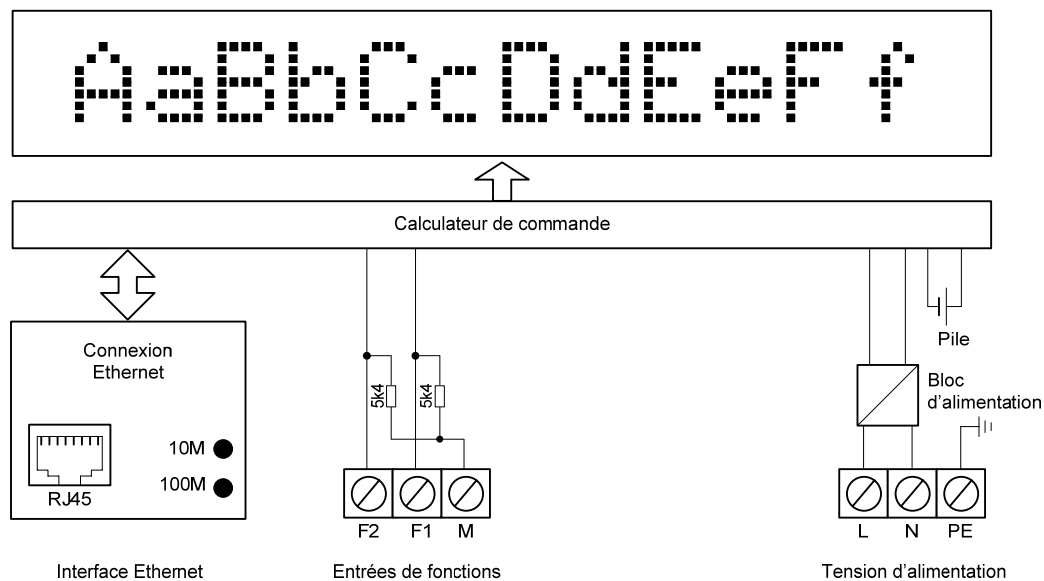 AaBbCcDdEeFf
Calculateur de commande
Connexion
Ethernet
10M
100M
RJ45
Interface Ethernet
5k4
5k4
F2 F1 M
Entrées de fonctions
Pile
Bloc
d'alimentation
L N PE
Tension d'alimentation